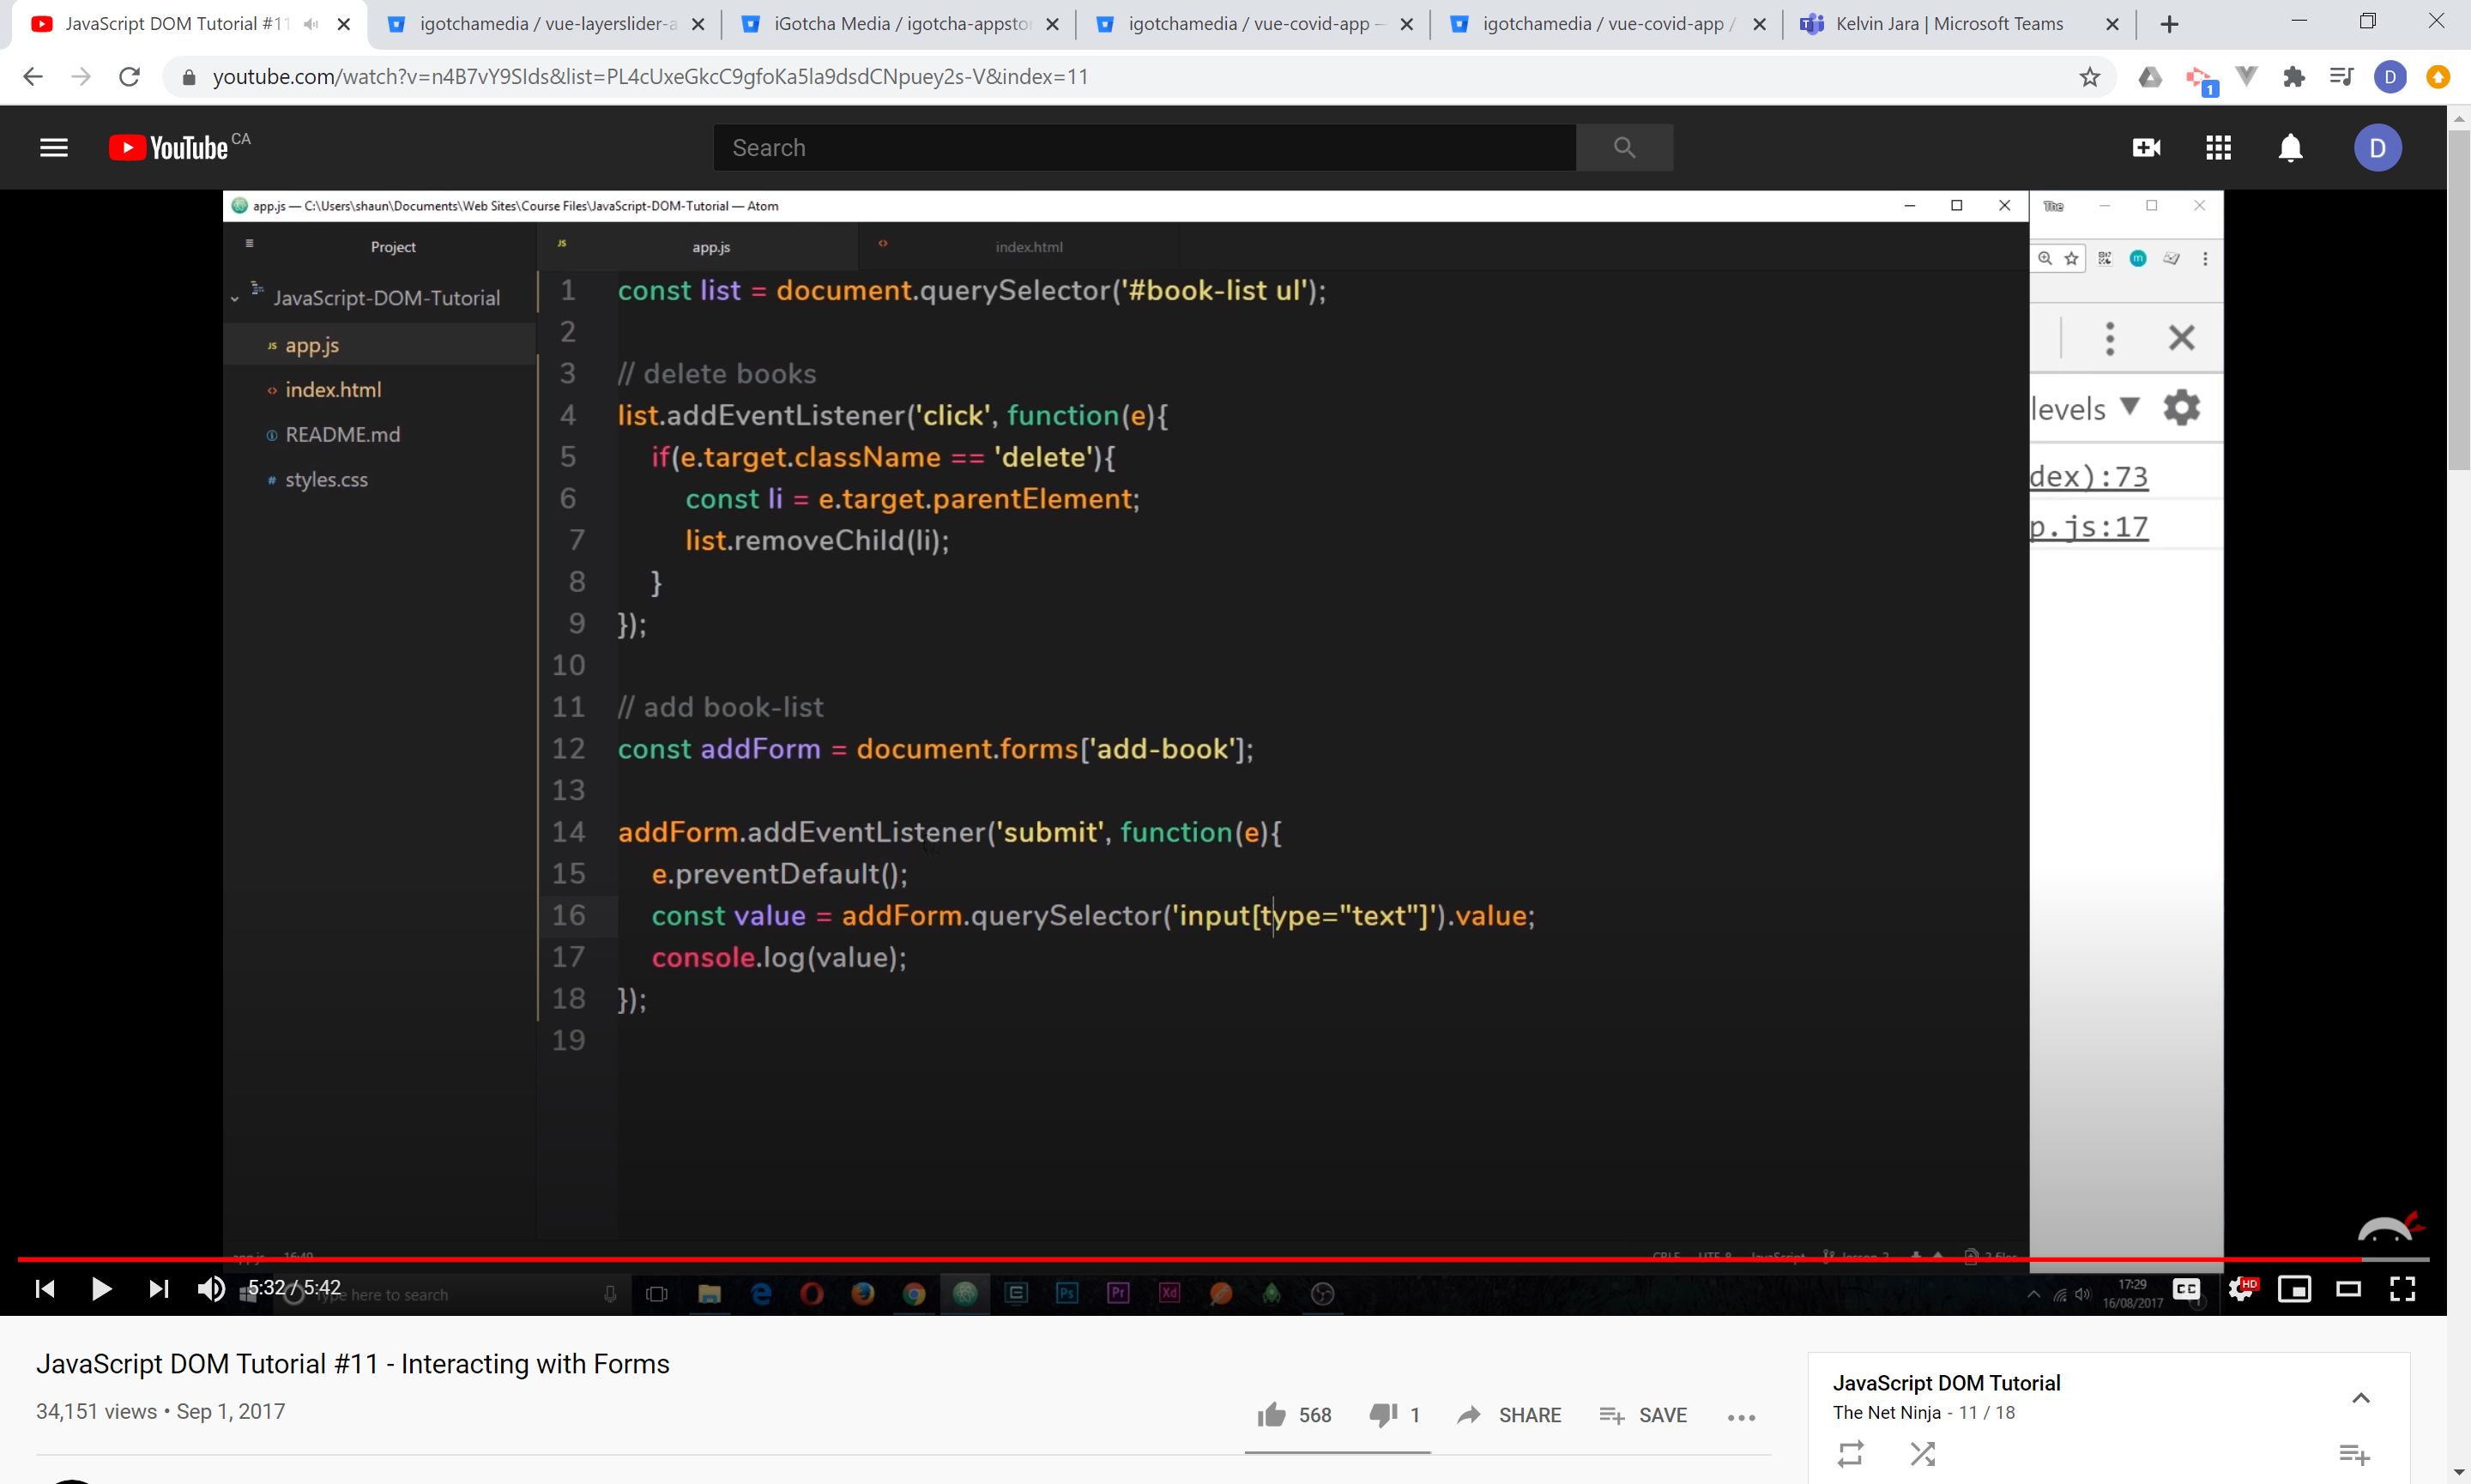 JavaScript DOM Tutorial #11
igotchamedia / vue-layerslider-a
iGotcha Media / igotcha-appstor
igotchamedia / vue-covid-app –
igotchamedia / vue-covid-app /
Kelvin Jara | Microsoft Teams
youtube.com/watch?v=n4B7vY9SIds&list=PL4cUxeGkcC9gfoKa5la9dsdCNpuey2s-V&index=11
1
D
YouTube CA
Search
D
app.js — C:\Users\shaun\Documents\Web Sites\Course Files\JavaScript-DOM-Tutorial — Atom
The
Project
app.js
index.html
JavaScript-DOM-Tutorial
app.js
index.html
README.md
styles.css
1 const list = document.querySelector('#book-list ul');
2
3 // delete books
4 list.addEventListener('click', function(e){
5 if(e.target.className == 'delete'){
6 const li = e.target.parentElement;
7 list.removeChild(li);
8 }
9 });
10
11 // add book-list
12 const addForm = document.forms['add-book'];
13
14 addForm.addEventListener('submit', function(e){
15 e.preventDefault();
16 const value = addForm.querySelector('input[type="text"]').value;
17 console.log(value);
18 });
19
levels
dex):73
p.js:17
5:32 / 5:42
Type here to search
17:29
16/08/2017
CC
HD
JavaScript DOM Tutorial #11 - Interacting with Forms
34,151 views • Sep 1, 2017
568
1
SHARE
SAVE
JavaScript DOM Tutorial
The Net Ninja - 11 / 18